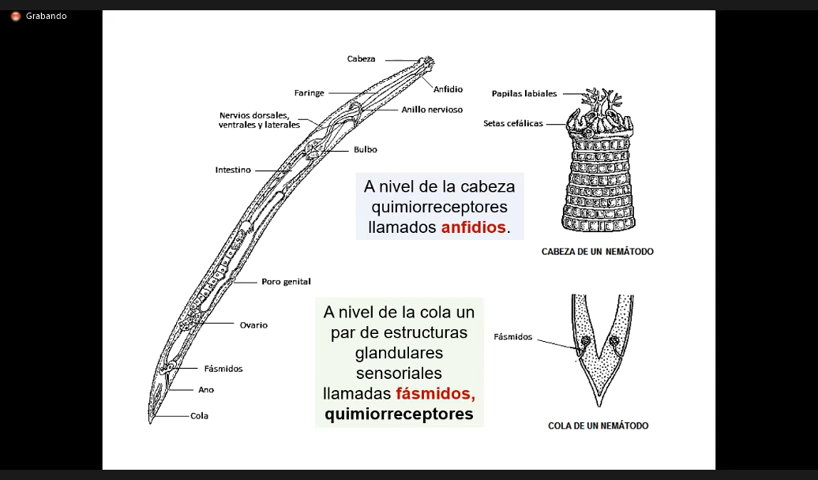 Grabando
Cabeza
Anfidio
Faringe
Anillo nervioso
Nervios dorsales,
ventrales y laterales
Bulbo
Intestino
Poro genital
Ovario
Fásmidos
Ano
Cola
A nivel de la cabeza
quimiorreceptores
llamados anfidios.
A nivel de la cola un
par de estructuras
glandulares
sensoriales
llamadas fásmidos,
quimiorreceptores
Papilas labiales
Setas cefálicas
CABEZA DE UN NEMÁTODO
Fásmidos
COLA DE UN NEMÁTODO